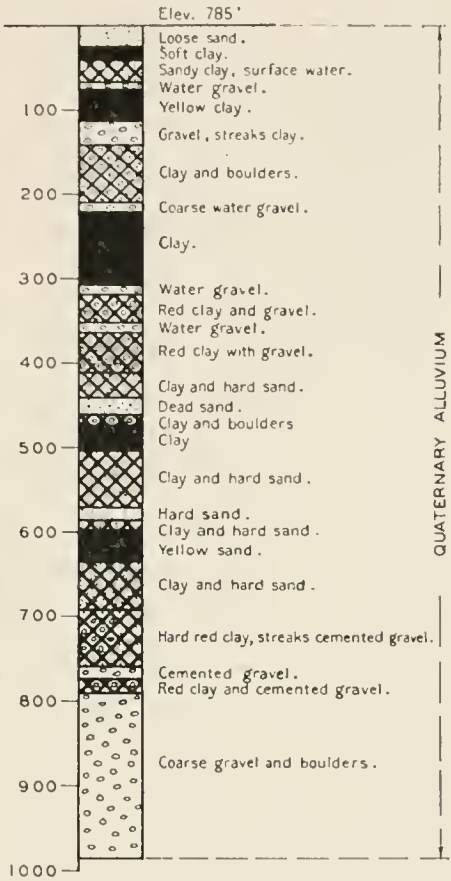 Elev. 785'
Loose sand.
Soft clay.
Sandy clay, surface water.
Water gravel.
100
Yellow clay.
Gravel, streaks clay.
Clay and boulders.
200
Coarse water gravel.
Clay.
300
Water gravel.
Red clay and gravel.
Water gravel.
Red clay with gravel.
400
Clay and hard sand.
Dead sand.
Clay and boulders
Clay
500
Clay and hard sand.
Hard sand.
600
Clay and hard sand.
Yellow sand.
Clay and hard sand.
700
Hard red clay, streaks cemented gravel.
Cemented gravel.
Red clay and cemented gravel.
800
Coarse gravel and boulders.
900
1000
QUATERNARY ALLUVIUM